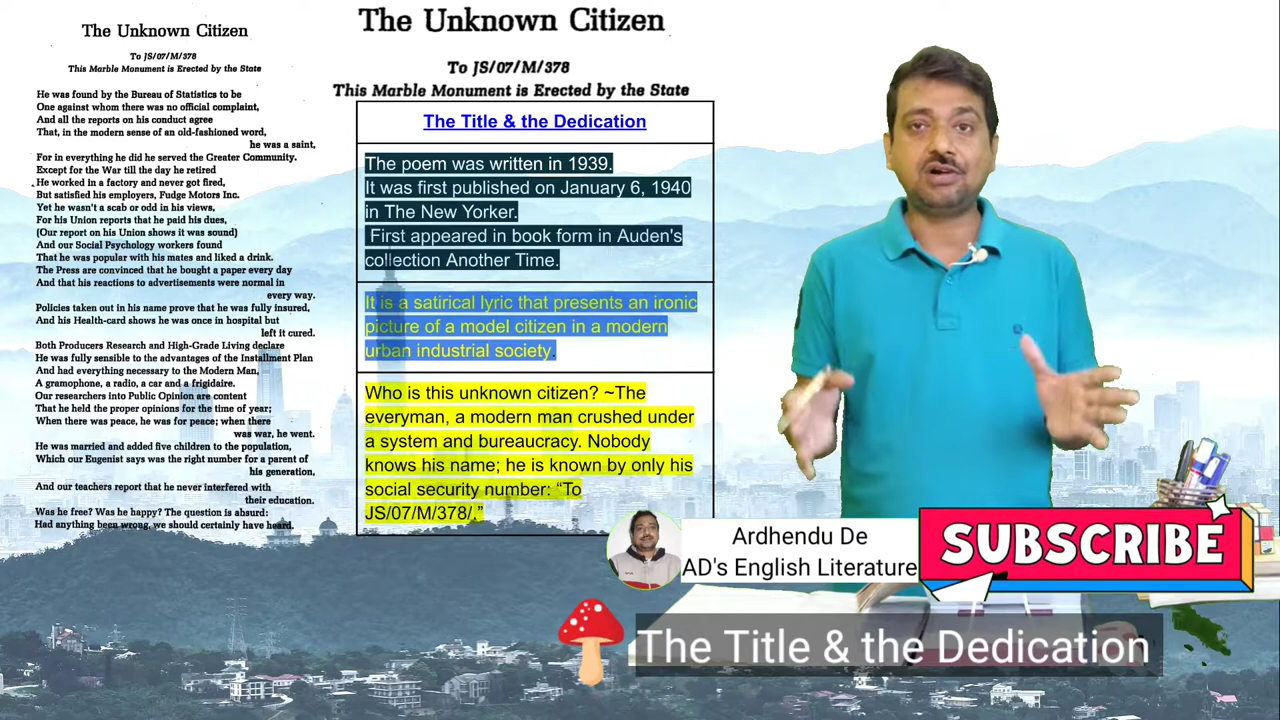 The Unknown Citizen
To JS/07/M/378
This Marble Monument is Erected by the State
He was found by the Bureau of Statistics to be
One against whom there was no official complaint,
And all the reports on his conduct agree
That, in the modern sense of an old-fashioned word,
he was a saint,
For in everything he did he served the Greater Community.
Except for the War till the day he retired
He worked in a factory and never got fired,
But satisfied his employers, Fudge Motors Inc.
Yet he wasn't a scab or odd in his views,
For his Union reports that he paid his dues,
(Our report on his Union shows it was sound)
And our Social Psychology workers found
That he was popular with his mates and liked a drink.
The Press are convinced that he bought a paper every day
And that his reactions to advertisements were normal in
every way.
Policies taken out in his name prove that he was fully insured,
And his Health-card shows he was once in hospital but
left it cured.
Both Producers Research and High-Grade Living declare
He was fully sensible to the advantages of the Installment Plan
And had everything necessary to the Modern Man,
A gramophone, a radio, a car and a frigidaire.
Our researchers into Public Opinion are content
That he held the proper opinions for the time of year;
When there was peace, he was for peace; when there
was war, he went.
He was married and added five children to the population,
Which our Eugenist says was the right number for a parent of
his generation,
And our teachers report that he never interfered with
their education.
Was he free? Was he happy? The question is absurd:
Had anything been wrong, we should certainly have heard.
The Unknown Citizen
To JS/07/M/378
This Marble Monument is Erected by the State
The Title & the Dedication
The poem was written in 1939.
It was first published on January 6, 1940
in The New Yorker.
First appeared in book form in Auden's
collection Another Time.
It is a satirical lyric that presents an ironic
picture of a model citizen in a modern
urban industrial society.
Who is this unknown citizen? ~The
everyman, a modern man crushed under
a system and bureaucracy. Nobody
knows his name; he is known by only his
social security number: “To
JS/07/M/378/.”
Ardhendu De
AD's English Literature
SUBSCRIBE
The Title & the Dedication